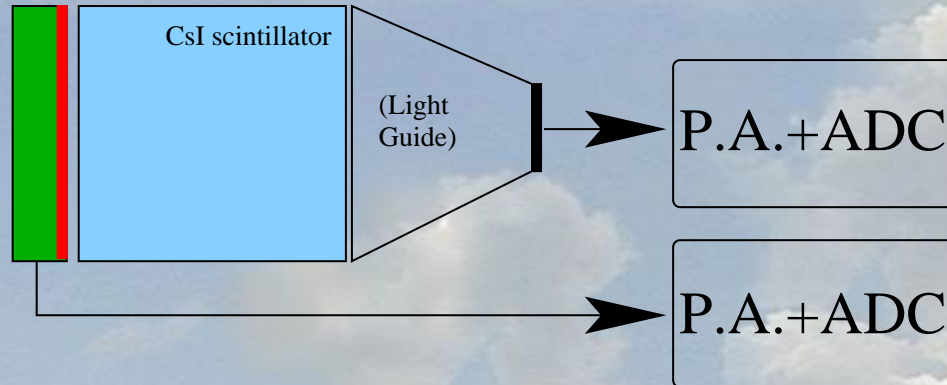 CsI scintillator
(Light
Guide)
P.A.+ADC
P.A.+ADC